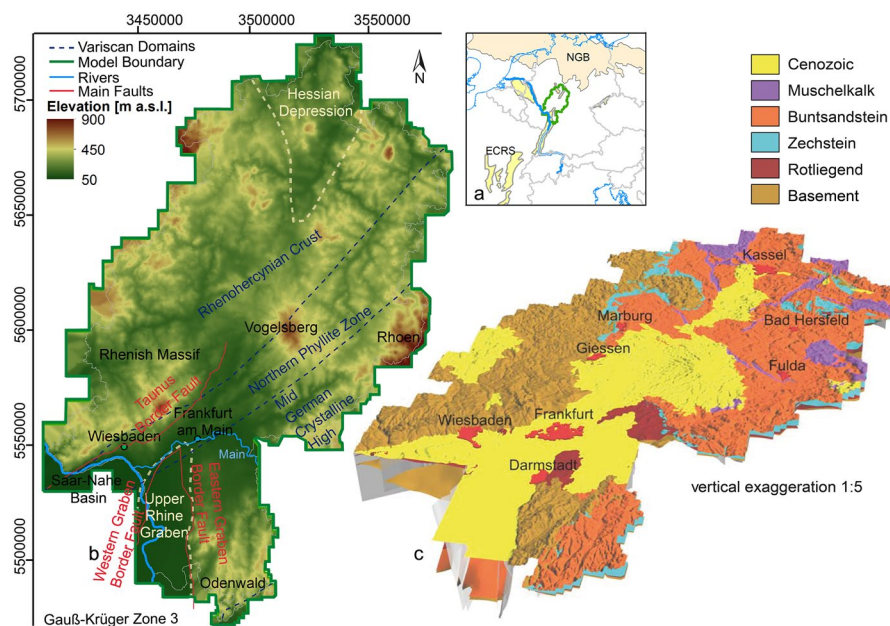 34500000
35000000
35500000
Variscan Domains
Model Boundary
Rivers
Main Faults
Elevation [m a.s.l.]
900
450
50
N
5700000
5650000
5600000
5550000
5500000
Hessian
Depression
Rhenohercynian Crust
Vogelsberg
Northern Phyllite Zone
Rhoen
Rhenish Massif
Taunus
Border Fault
Mid
German
Crystalline
High
Frankfurt
am Main
Wiesbaden
Main
Saar-Nahe
Basin
Western Graben
Border Fault
Upper
Rhine
Graben
Eastern Graben
Border Fault
b
Odenwald
Gauß-Krüger Zone 3
NGB
ECRS
a
Cenozoic
Muschelkalk
Buntsandstein
Zechstein
Rotliegend
Basement
Kassel
Marburg
Bad Hersfeld
Giessen
Fulda
Wiesbaden
Frankfurt
Darmstadt
vertical exaggeration 1:5
c